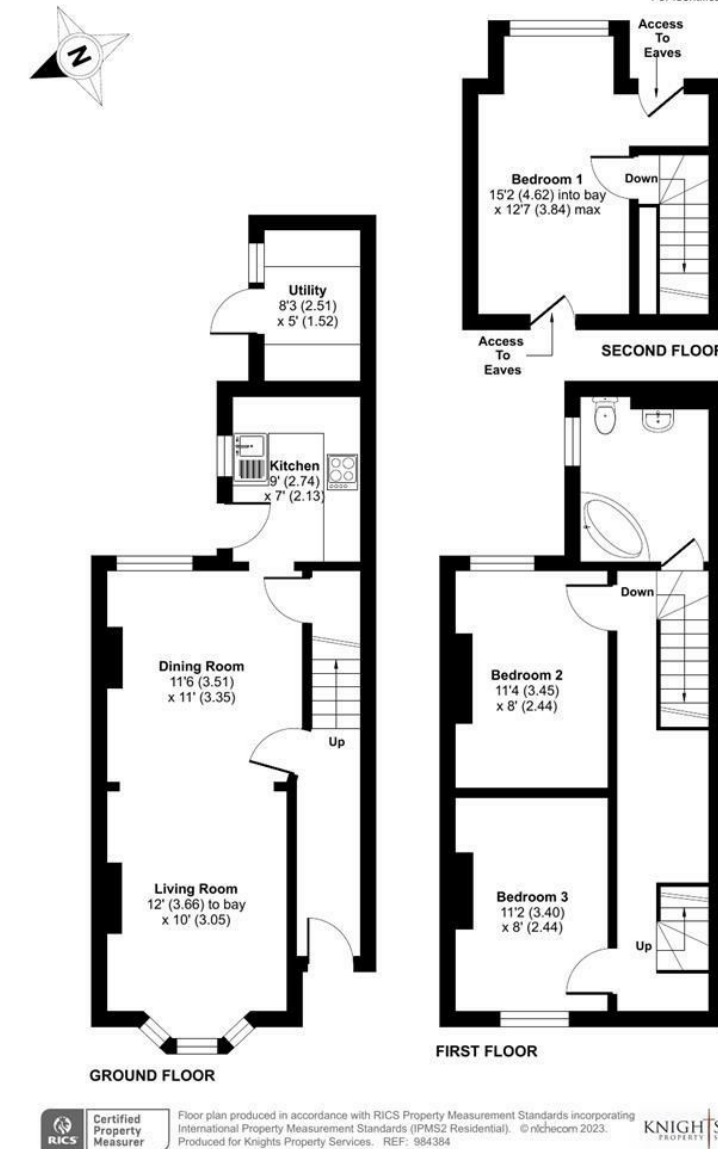 N
Access
To
Eaves
Bedroom 1
15'2 (4.62) into bay
x 12'7 (3.84) max
Down
Access
To
Eaves
SECOND FLOOR
Utility
8'3 (2.51)
x 5' (1.52)
Kitchen
9' (2.74)
x 7' (2.13)
Dining Room
11'6 (3.51)
x 11' (3.35)
Up
Living Room
12' (3.66) to bay
x 10' (3.05)
GROUND FLOOR
Down
Bedroom 2
11'4 (3.45)
x 8' (2.44)
Bedroom 3
11'2 (3.40)
x 8' (2.44)
Up
FIRST FLOOR
RICS
Certified
Property
Measurer
Floor plan produced in accordance with RICS Property Measurement Standards incorporating
International Property Measurement Standards (IPMS2 Residential). © nichecom 2023.
Produced for Knights Property Services. REF: 984384
KNIGHTS
PROPERTY